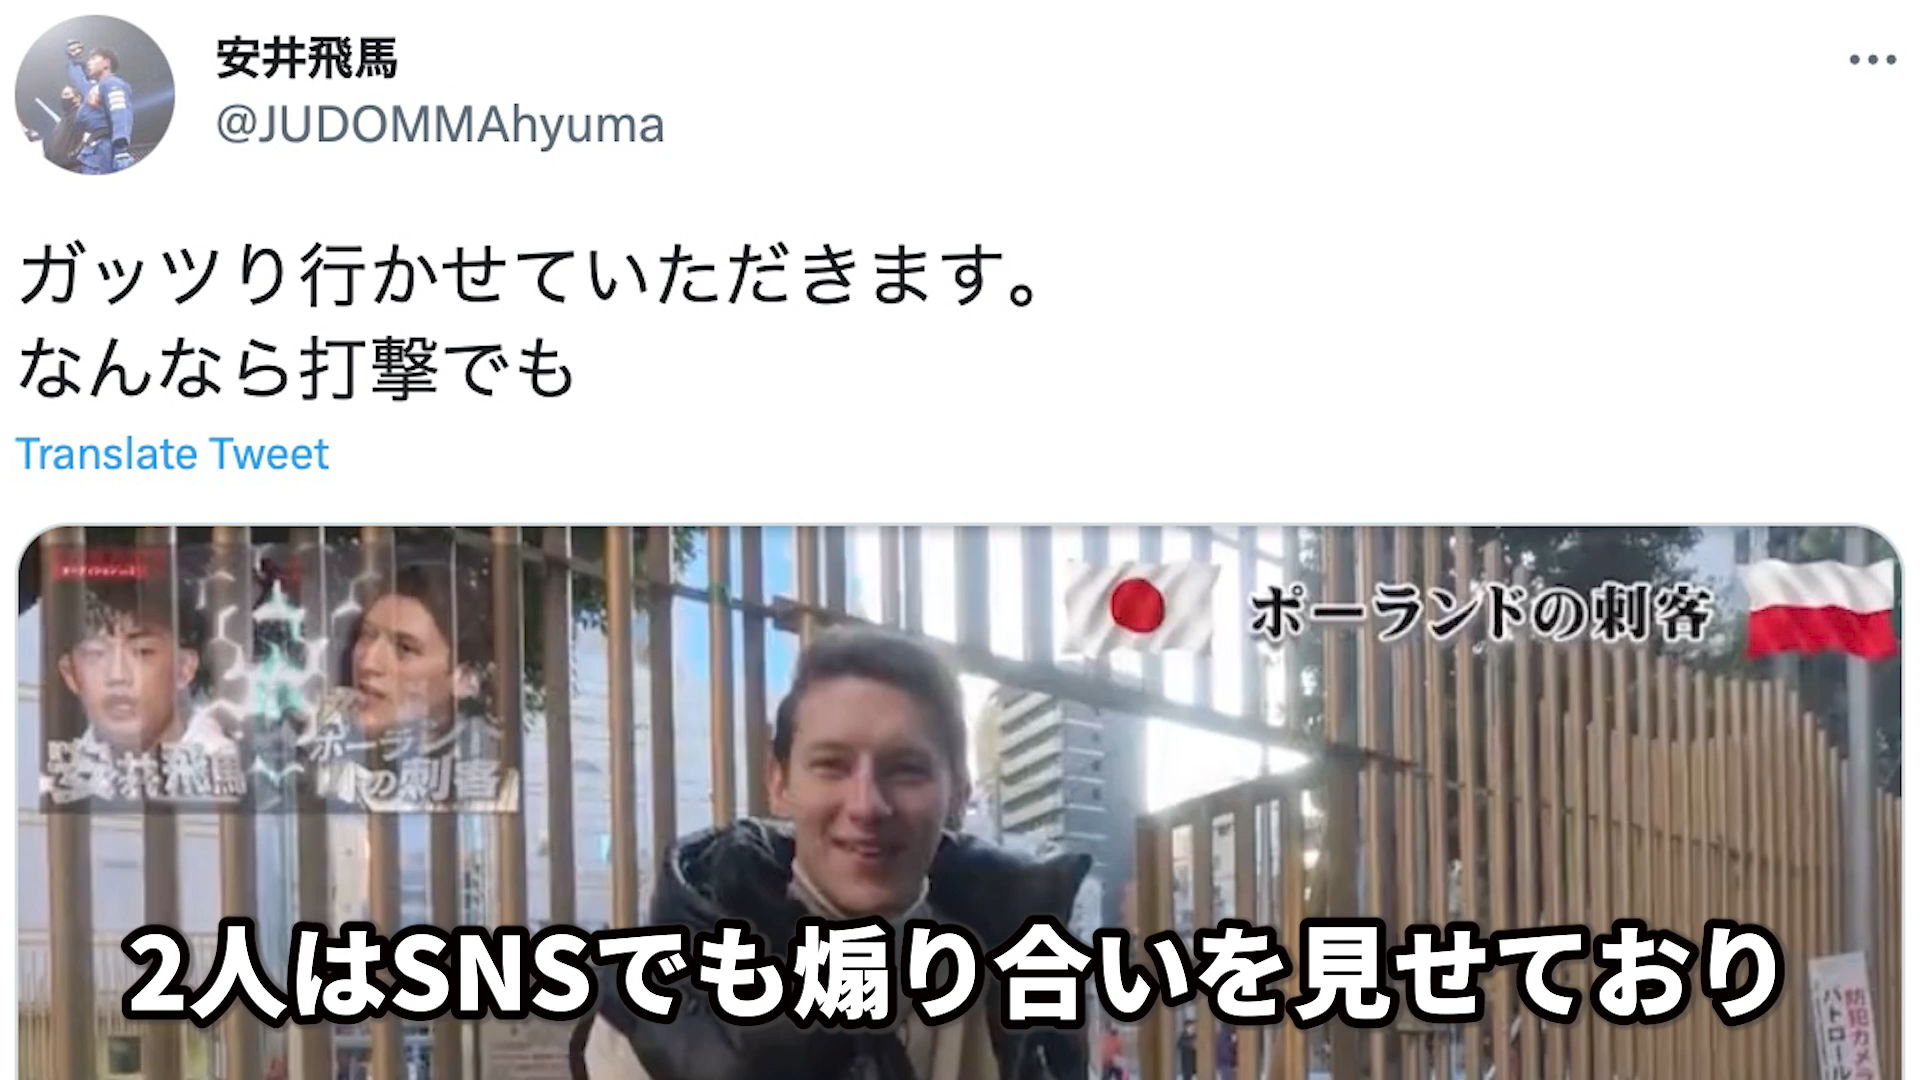 安井飛馬
@JUDOMMAhyuma
ガッツり行かせていただきます。
なんなら打撃でも
Translate Tweet
ポーランドの刺客
安井飛馬
ポーランド
の刺客
2人はSNSでも煽り合いを見せており
防犯カメラ
パトロール